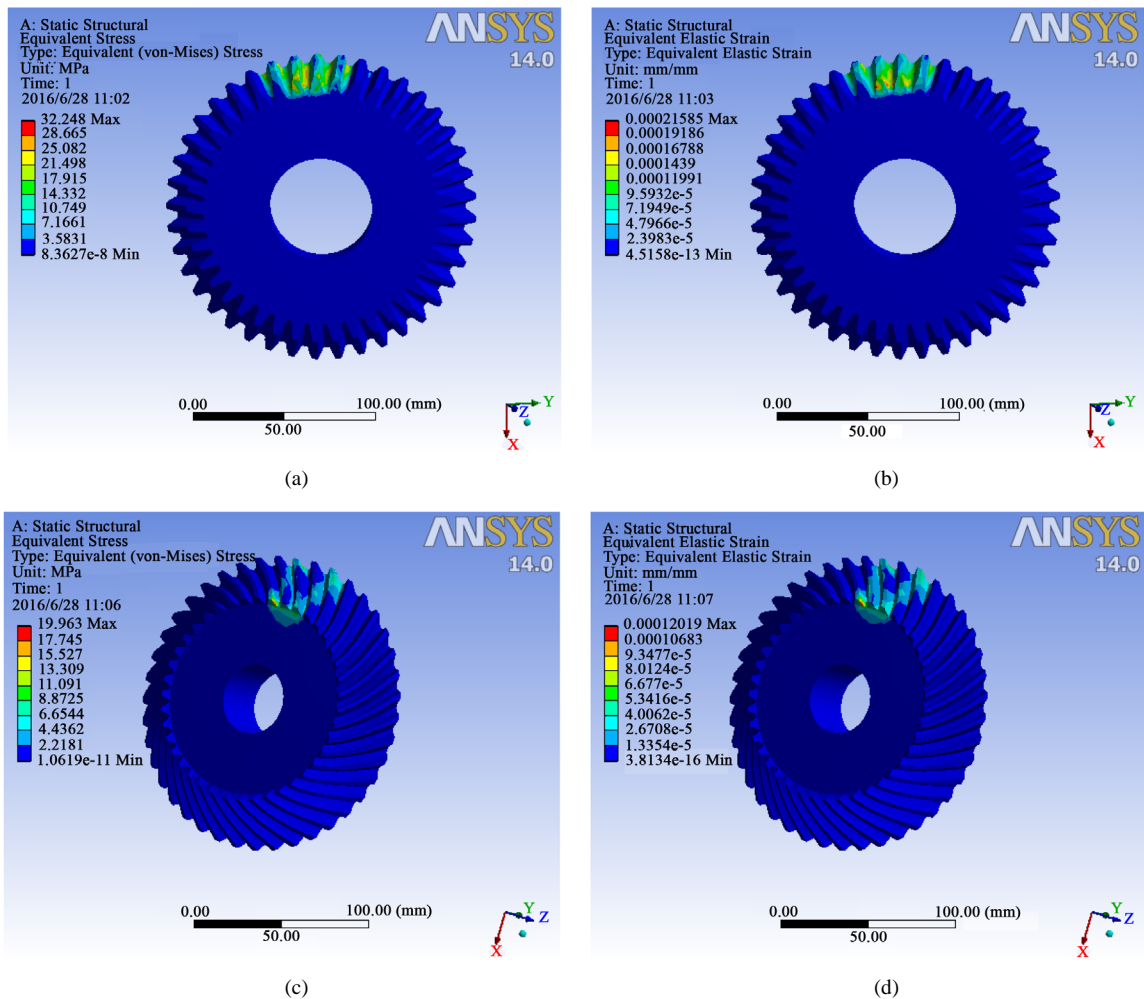 A: Static Structural
Equivalent Stress
Type: Equivalent (von-Mises) Stress
Unit: MPa
Time: 1
2016/6/28 11:02
32.248 Max
28.665
25.082
21.498
17.915
14.332
10.749
7.1661
3.5831
8.3627e-8 Min
ANSYS
14.0
0.00
100.00 (mm)
50.00
Y
Z
X
(a)
A: Static Structural
Equivalent Elastic Strain
Type: Equivalent Elastic Strain
Unit: mm/mm
Time: 1
2016/6/28 11:03
0.00021585 Max
0.00019186
0.00016788
0.0001439
0.00011991
9.5932e-5
7.1949e-5
4.7966e-5
2.3983e-5
4.5158e-13 Min
ANSYS
14.0
0.00
100.00 (mm)
50.00
Y
Z
X
(b)
A: Static Structural
Equivalent Stress
Type: Equivalent (von-Mises) Stress
Unit: MPa
Time: 1
2016/6/28 11:06
19.963 Max
17.745
15.527
13.309
11.091
8.8725
6.6544
4.4362
2.2181
1.0619e-11 Min
ANSYS
14.0
0.00
100.00 (mm)
50.00
Y
Z
X
(c)
A: Static Structural
Equivalent Elastic Strain
Type: Equivalent Elastic Strain
Unit: mm/mm
Time: 1
2016/6/28 11:07
0.00012019 Max
0.00010683
9.3477e-5
8.0124e-5
6.677e-5
5.3416e-5
4.0062e-5
2.6708e-5
1.3354e-5
3.8134e-16 Min
ANSYS
14.0
0.00
100.00 (mm)
50.00
Y
Z
X
(d)